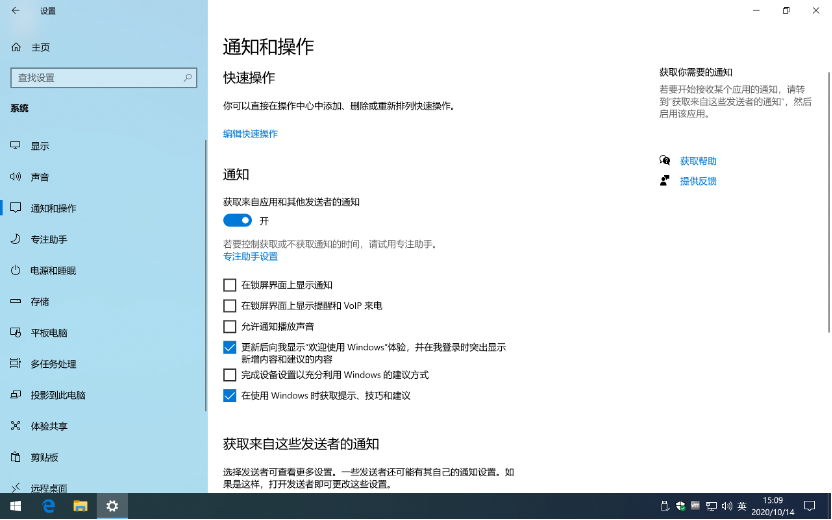 设置
主页
查找设置
系统
显示
声音
通知和操作
专注助手
电源和睡眠
存储
平板电脑
多任务处理
投影到此电脑
体验共享
剪贴板
远程桌面
通知和操作
快速操作
你可以直接在操作中心中添加、删除或重新排列快速操作。
编辑快速操作
通知
获取来自应用和其他发送者的通知
开
若要控制获取或不获取通知的时间，请试用专注助手。
专注助手设置
在锁屏界面上显示通知
在锁屏界面上显示提醒和 VoIP 来电
允许通知播放声音
更新后向我显示“欢迎使用 Windows”体验，并在我登录时突出显示
新增内容和建议的内容
完成设备设置以充分利用 Windows 的建议方式
在使用 Windows 时获取提示、技巧和建议
获取来自这些发送者的通知
选择发送者可查看更多设置。一些发送者还可能有其自己的通知设置。如
果是这样，打开发送者即可更改这些设置。
获取你需要的通知
若要开始接收某个应用的通知，请转
到“获取来自这些发送者的通知”，然后
启用该应用。
获取帮助
提供反馈
英
15:09
2020/10/14